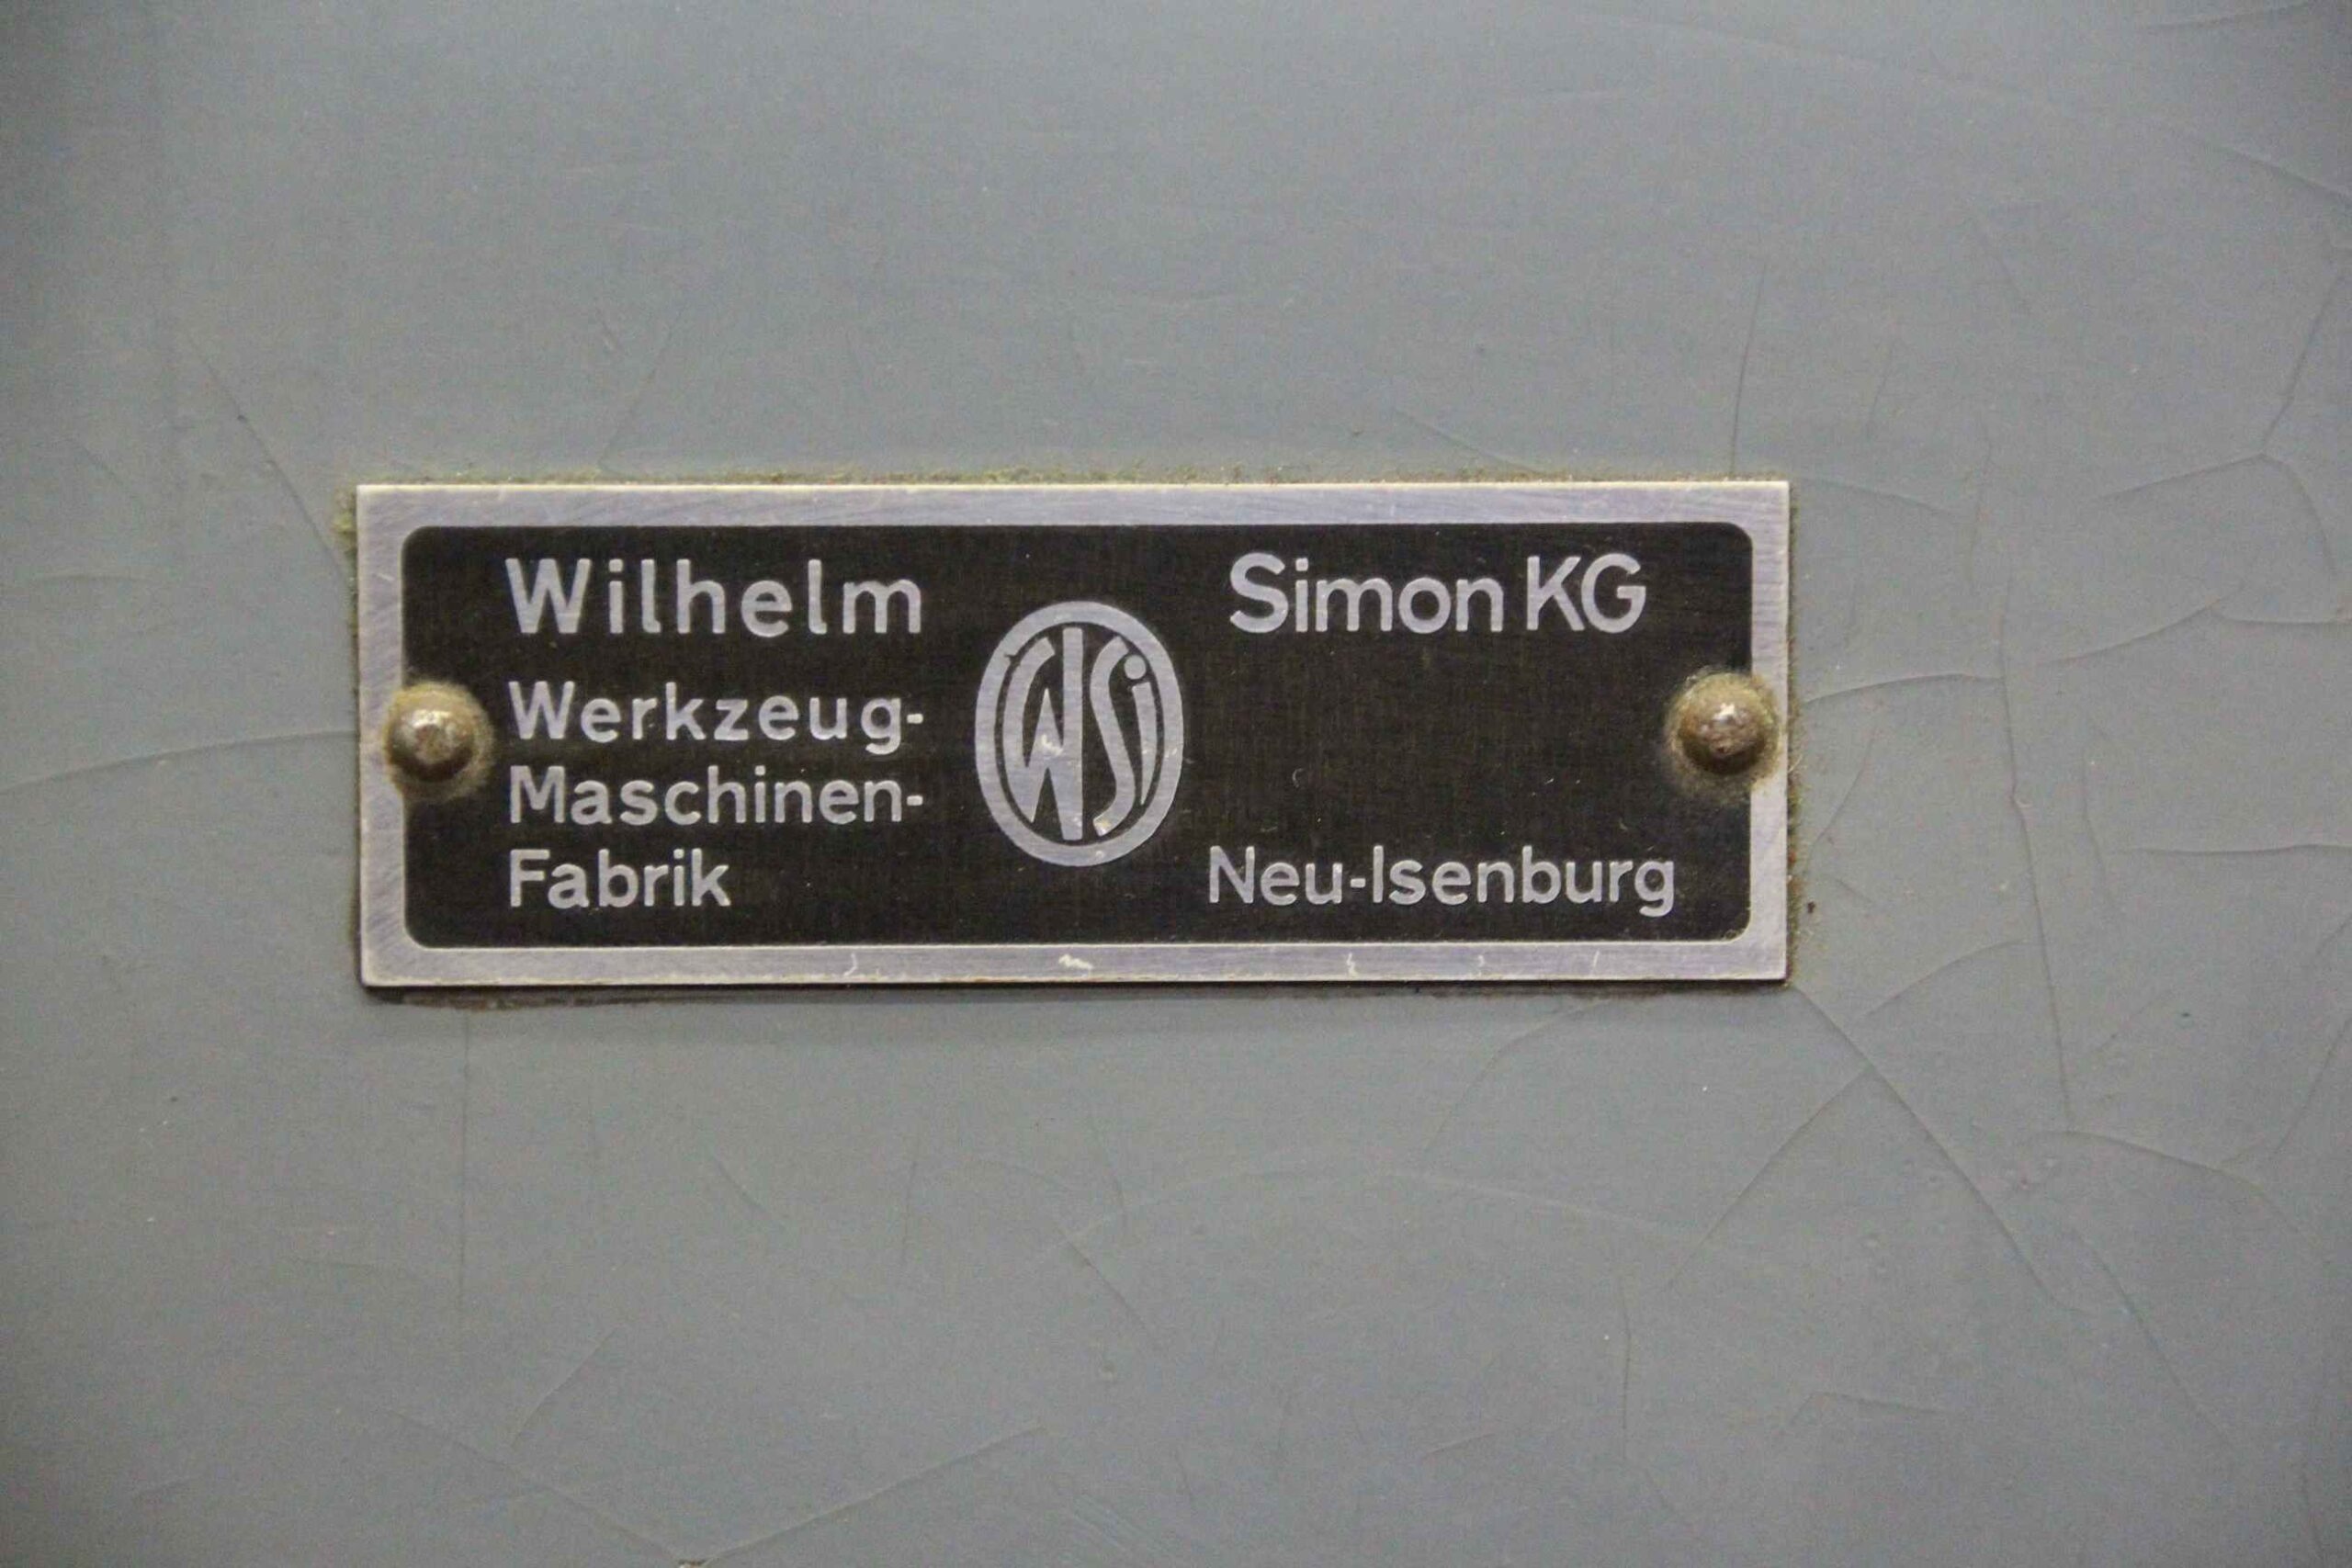 Wilhelm Simon KG
WSi
Werkzeug-
Maschinen-
Fabrik
Neu-Isenburg